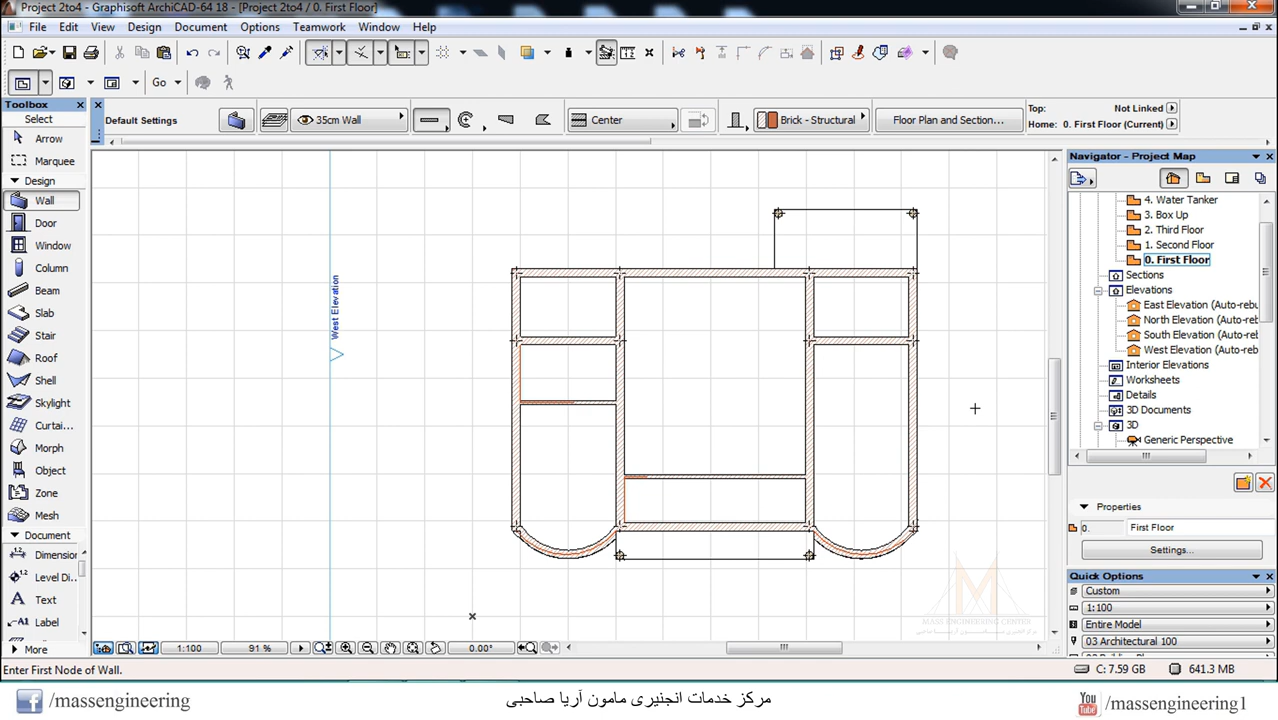 Project 2to4 - Graphisoft ArchiCAD-64 18 - [Project 2to4 / 0. First Floor]
File Edit View Design Document Options Teamwork Window Help
Go
Toolbox
Select
Arrow
Marquee
Design
Wall
Door
Window
Column
Beam
Slab
Stair
Roof
Shell
Skylight
Curtai...
Morph
Object
Zone
Mesh
Document
Dimension
Level Di...
Text
Label
More
Default Settings
35cm Wall
Center
Brick - Structural
Floor Plan and Section...
Top: Not Linked
Home: 0. First Floor (Current)
West Elevation
Navigator - Project Map
4. Water Tanker
3. Box Up
2. Third Floor
1. Second Floor
0. First Floor
Sections
Elevations
East Elevation (Auto-rebu
North Elevation (Auto-reb
South Elevation (Auto-reb
West Elevation (Auto-reb
Interior Elevations
Worksheets
Details
3D Documents
3D
Generic Perspective
Properties
0. First Floor
Settings...
Quick Options
Custom
1:100
Entire Model
03 Architectural 100
MASS ENGINEERING CENTER
1:100 91 % 0.00°
Enter First Node of Wall.
C: 7.59 GB 641.3 MB
/massengineering
مرکز خدمات انجنیری مامون آریا صاحبی
You Tube /massengineering1